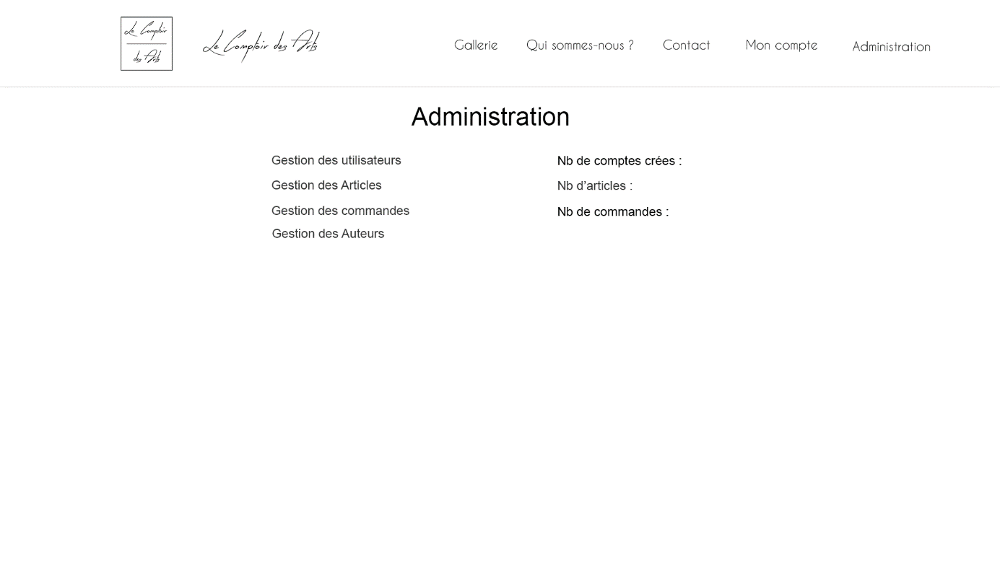 Le Comptoir
des Arts
Le Comptoir des Arts
Gallerie Qui sommes-nous ? Contact Mon compte Administration
Administration
Gestion des utilisateurs
Gestion des Articles
Gestion des commandes
Gestion des Auteurs
Nb de comptes crées :
Nb d’articles :
Nb de commandes :